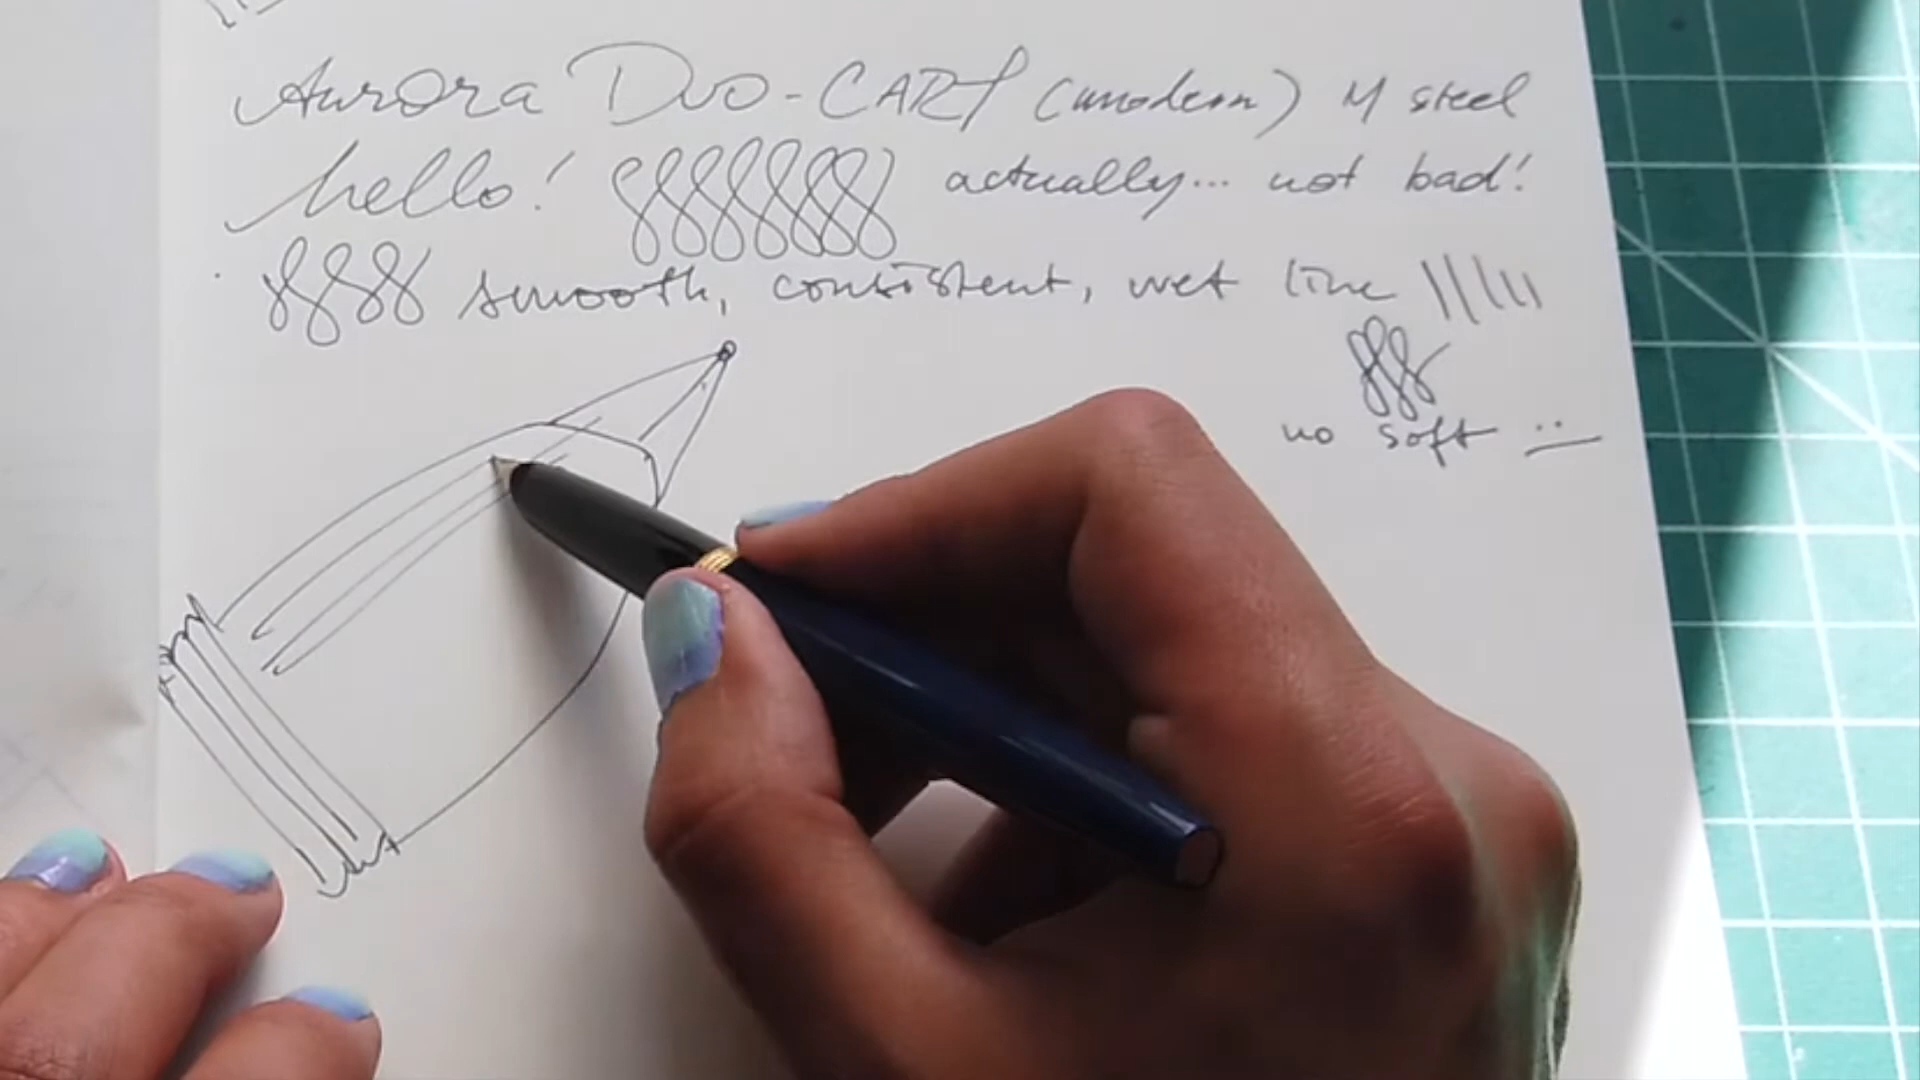 Aurora Duo-CART (modern) M steel
hello! actually... not bad!
smooth, consistent, wet line
no soft